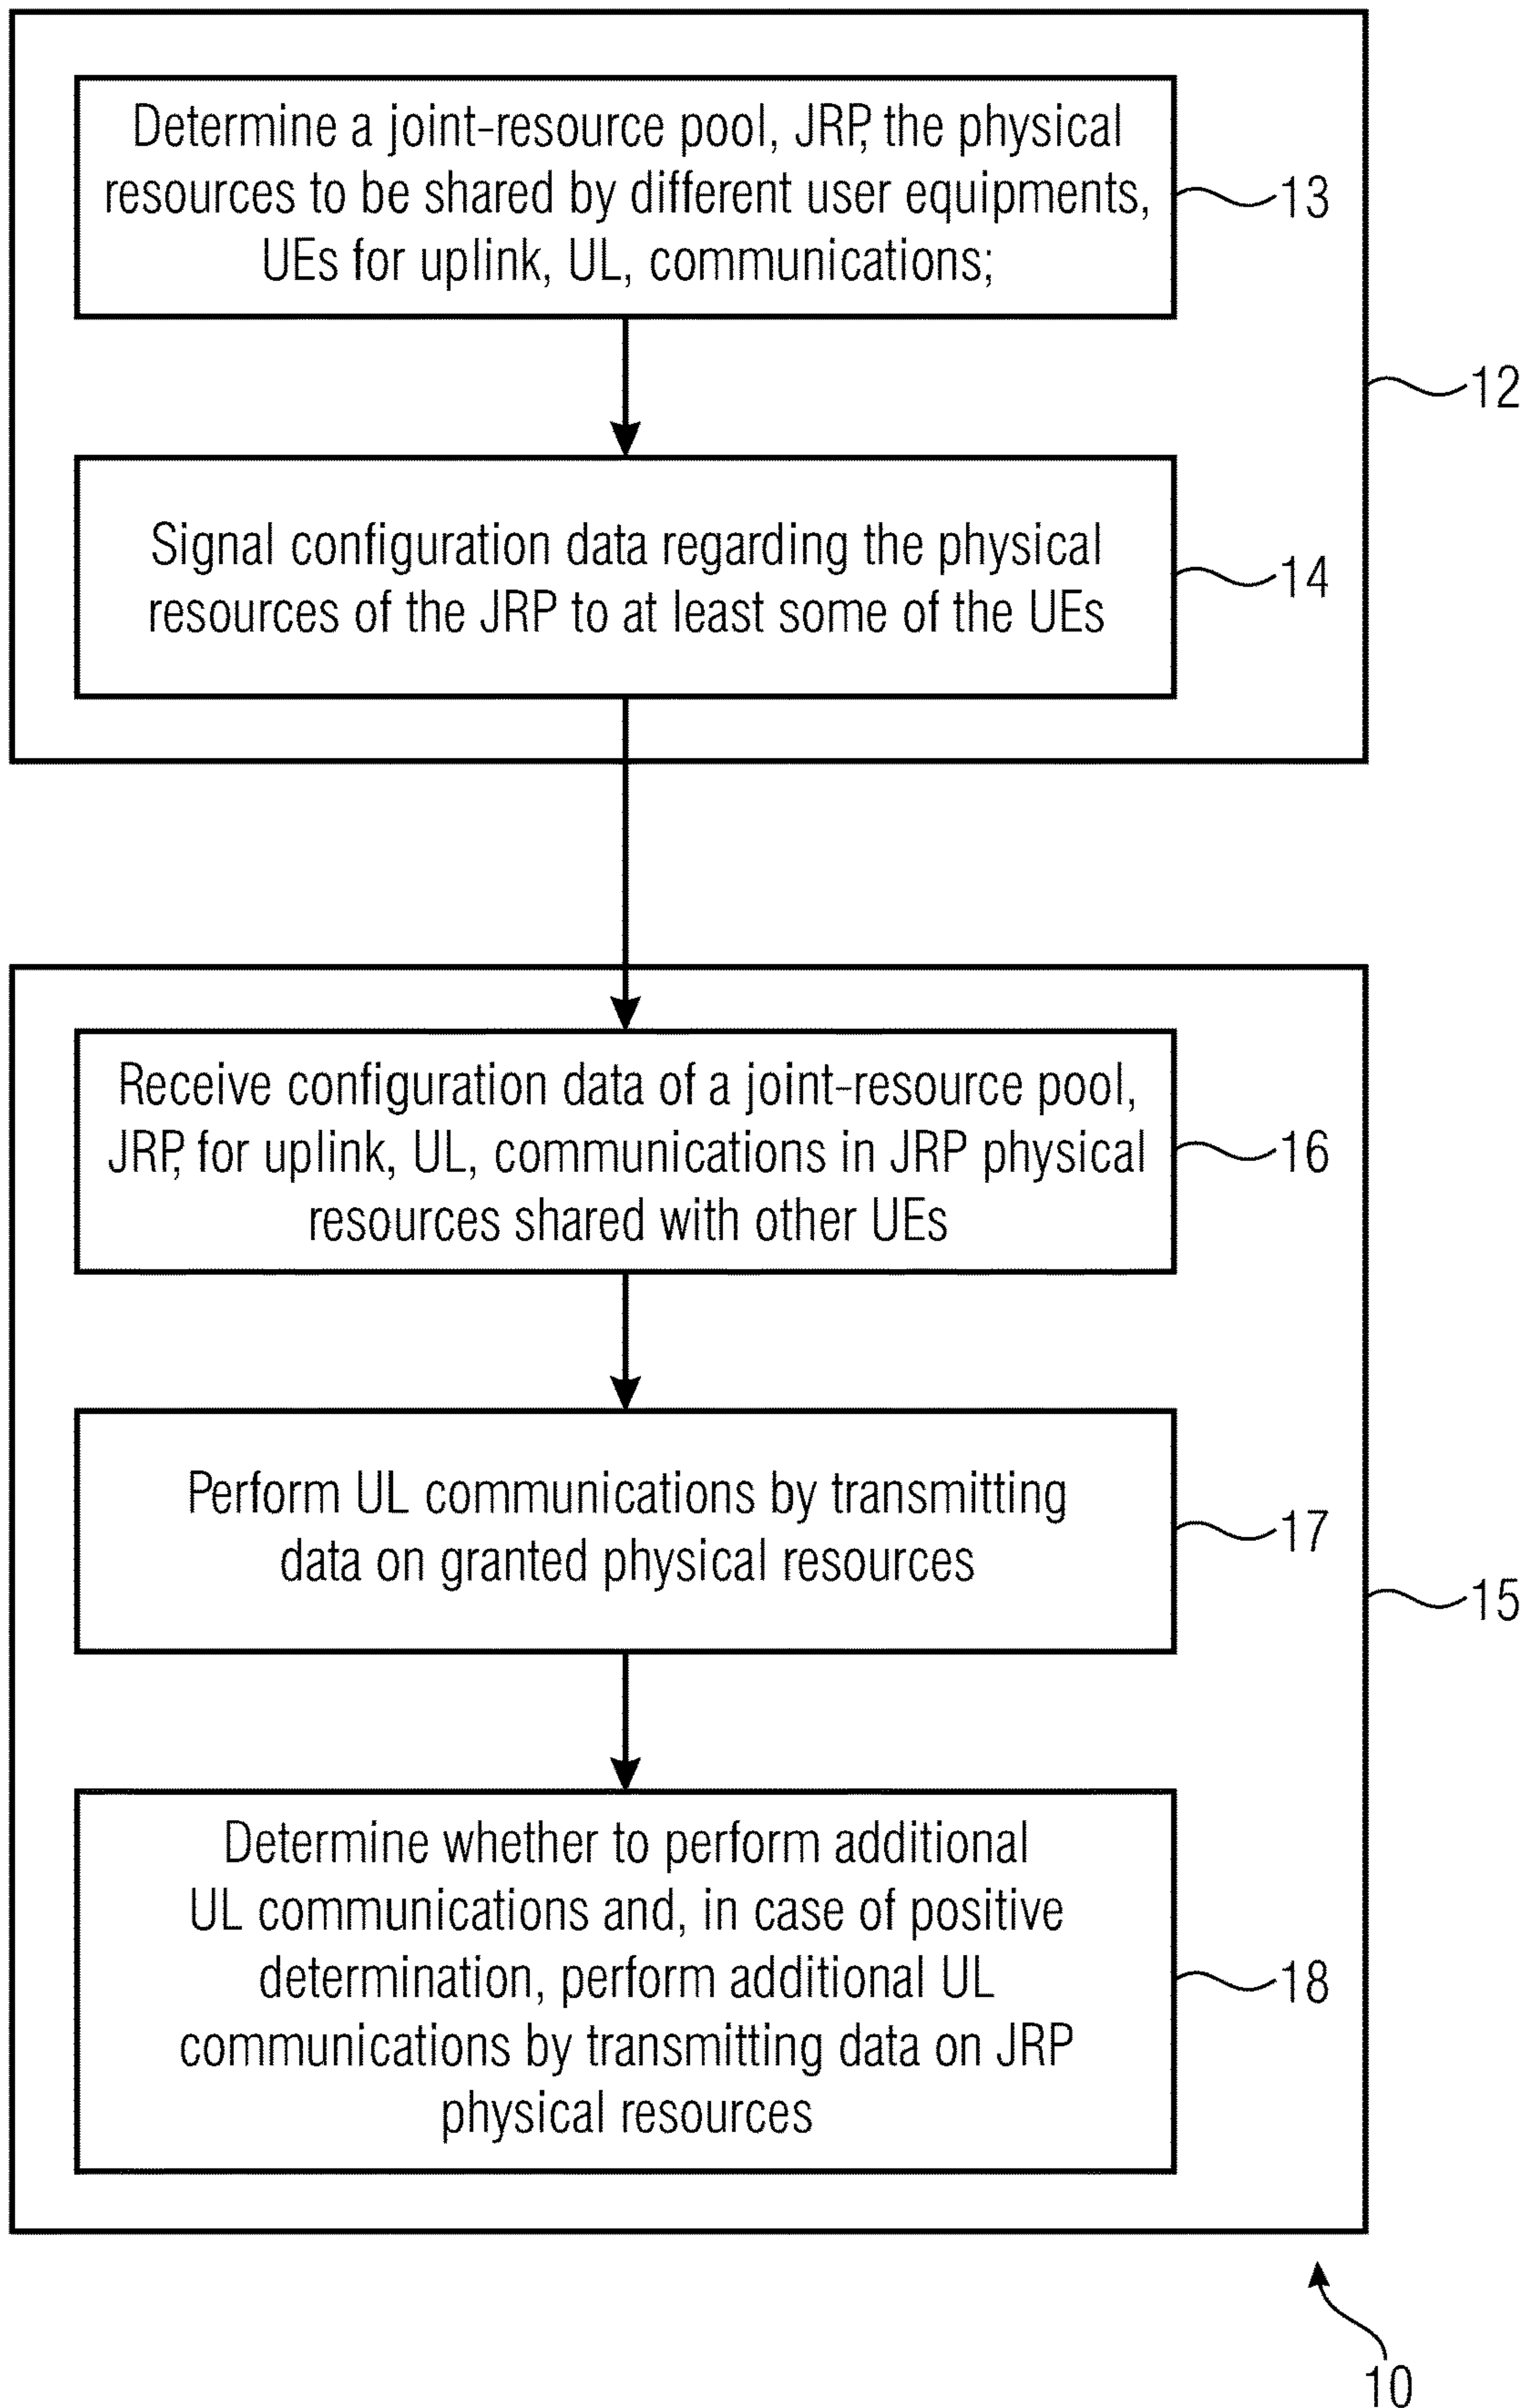 Determine a joint-resource pool, JRP, the physical
resources to be shared by different user equipments,
UEs for uplink, UL, communications;
13
12
Signal configuration data regarding the physical
resources of the JRP to at least some of the UEs
14
Receive configuration data of a joint-resource pool,
JRP, for uplink, UL, communications in JRP physical
resources shared with other UEs
16
Perform UL communications by transmitting
data on granted physical resources
17
15
Determine whether to perform additional
UL communications and, in case of positive
determination, perform additional UL
communications by transmitting data on JRP
physical resources
18
10